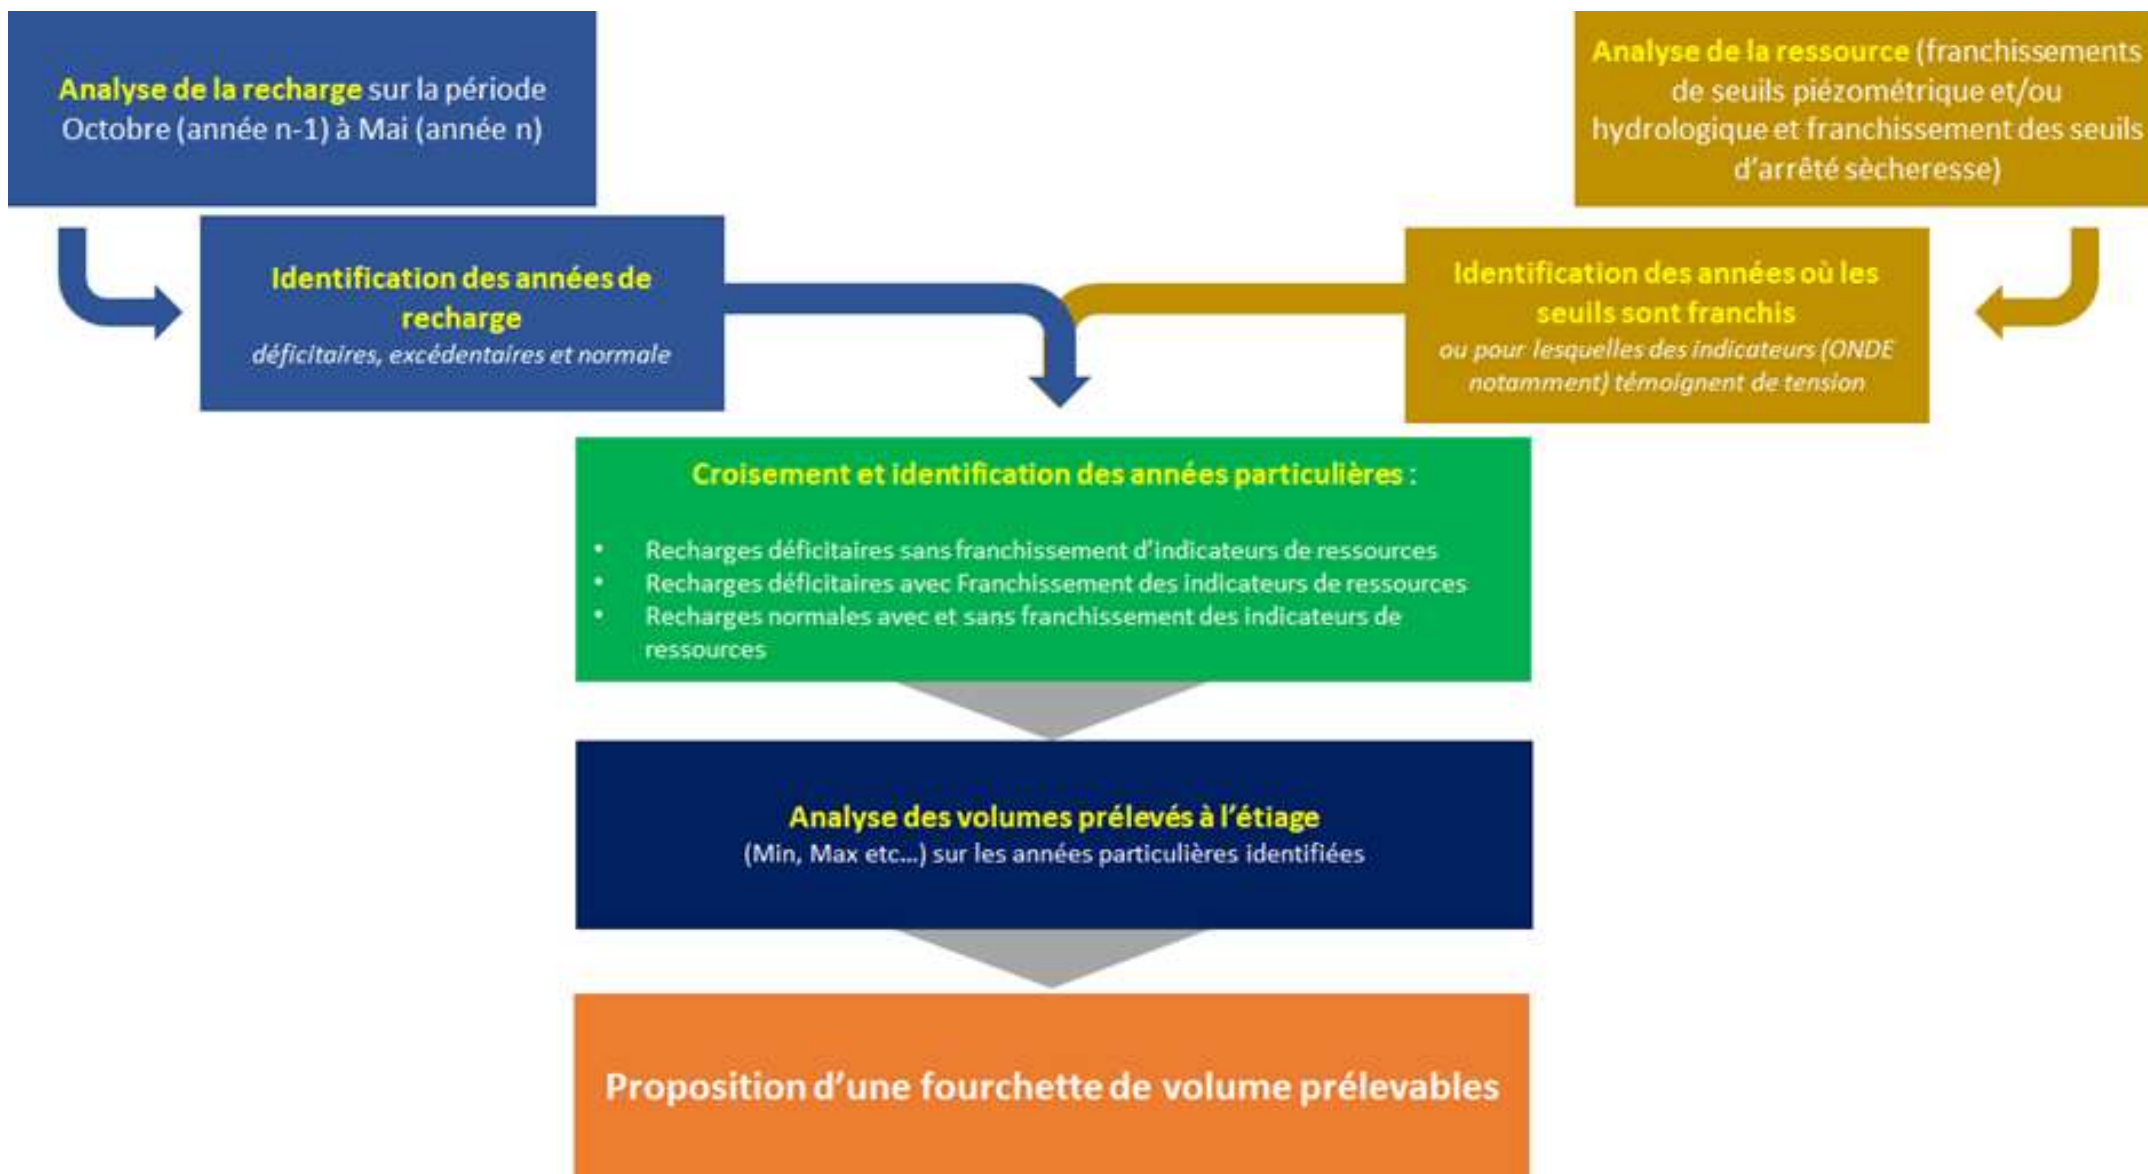 Analyse de la recharge sur la période
Octobre (année n-1) à Mai (année n)
Analyse de la ressource (franchissements
de seuils piézométrique et/ou
hydrologique et franchissement des seuils
d'arrêté sècheresse)
Identification des années de
recharge
déficitaires, excédentaires et normale
Identification des années où les
seuils sont franchis
ou pour lesquelles des indicateurs (ONDE
notamment) témoignent de tension
Croisement et identification des années particulières :
• Recharges déficitaires sans franchissement d'indicateurs de ressources
• Recharges déficitaires avec Franchissement des indicateurs de ressources
• Recharges normales avec et sans franchissement des indicateurs de
ressources
Analyse des volumes prélevés à l'étiage
(Min, Max etc…) sur les années particulières identifiées
Proposition d'une fourchette de volume prélevables